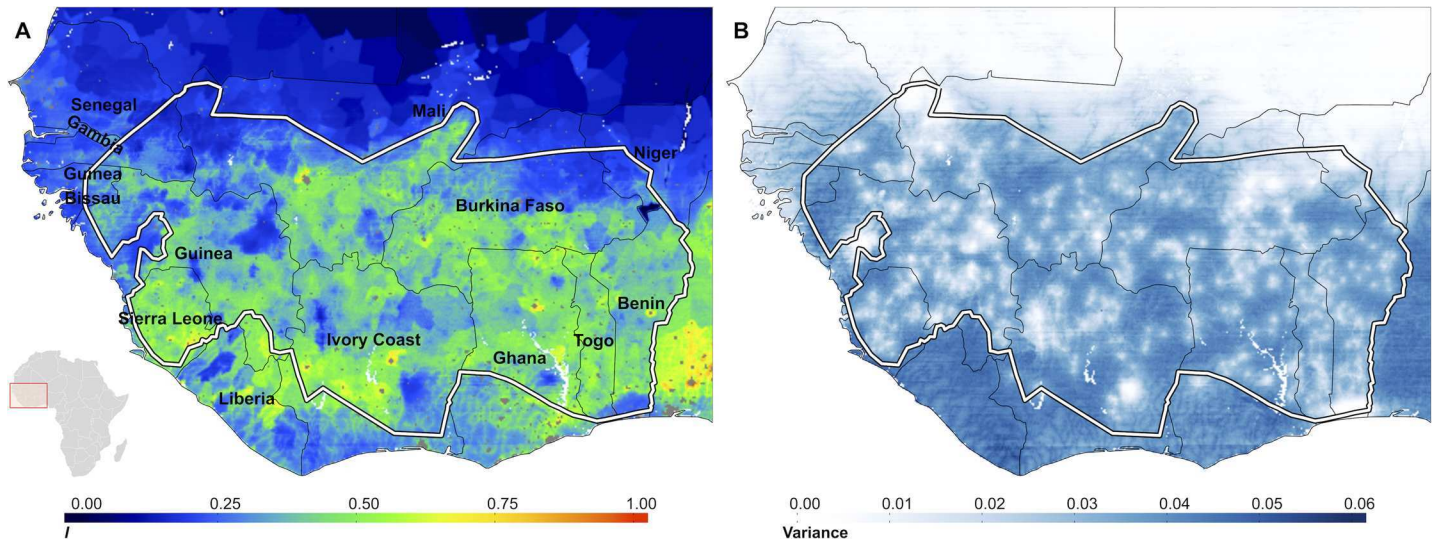 A
Senegal
Gambia
Guinea
Bissau
Mali
Niger
Burkina Faso
Guinea
Benin
Sierra Leone
Ivory Coast
Togo
Ghana
Liberia
0.00 0.25 0.50 0.75 1.00
I
B
0.00 0.01 0.02 0.03 0.04 0.05 0.06
Variance